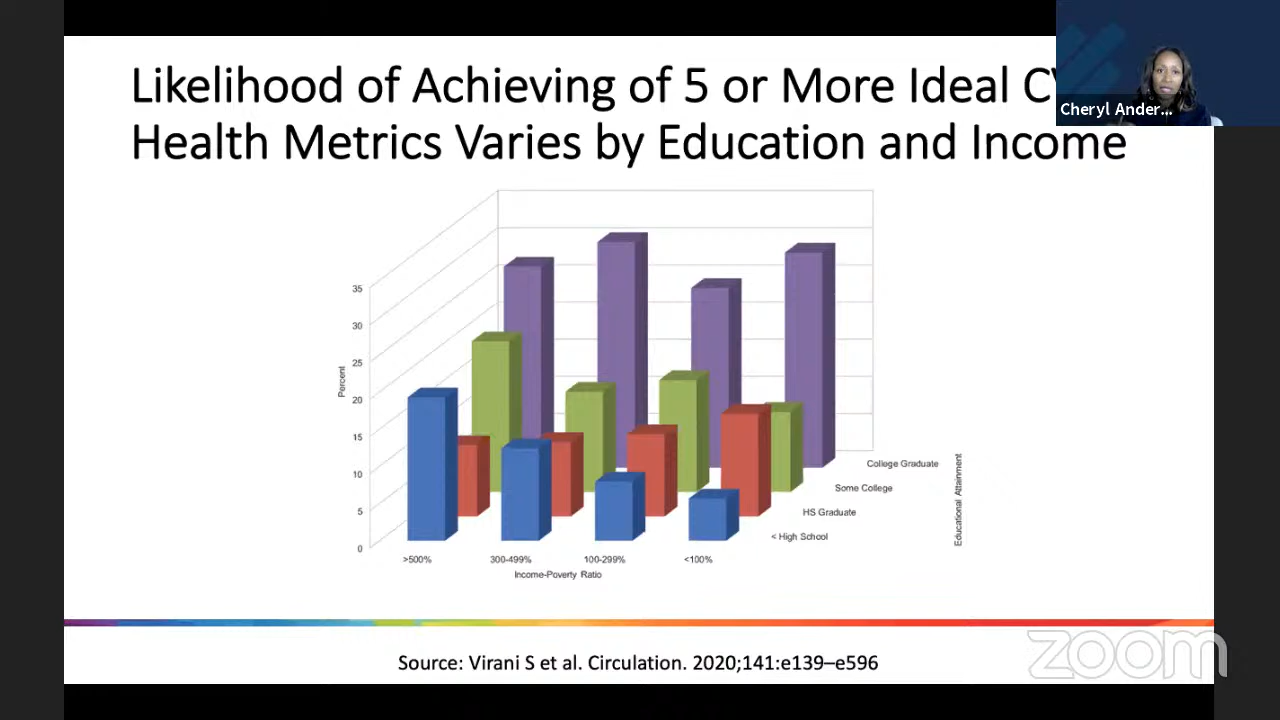 Likelihood of Achieving of 5 or More Ideal
Health Metrics Varies by Education and Income
Cheryl Ander...
35
30
25
20
15
10
5
0
Percent
>500%
300-499%
100-299%
<100%
Income-Poverty Ratio
College Graduate
Some College
HS Graduate
< High School
Educational Attainment
Source: Virani S et al. Circulation. 2020;141:e139–e596
zoom